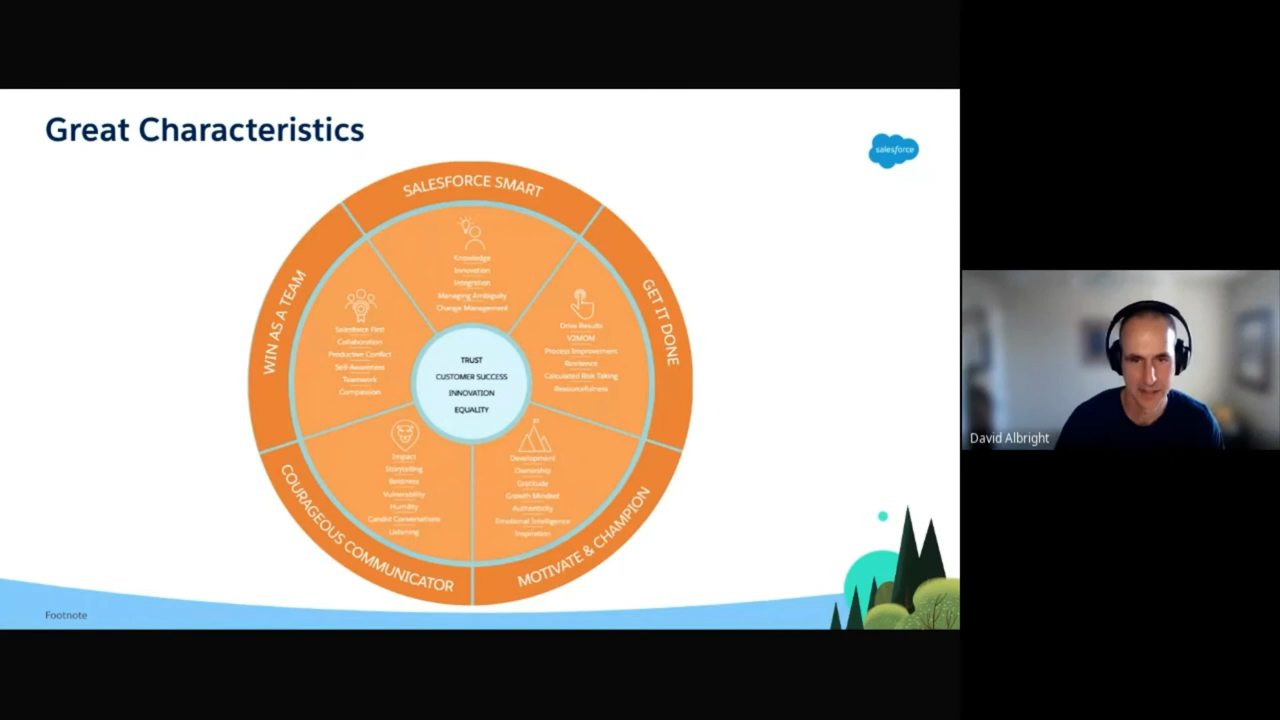 Great Characteristics
salesforce
SALESFORCE SMART
Knowledge
Innovation
Integration
Managing Ambiguity
Change Management
GET IT DONE
Drive Results
V2MOM
Process Improvement
Resilience
Calculated Risk Taking
Resourcefulness
MOTIVATE & CHAMPION
Development
Ownership
Gratitude
Growth Mindset
Authenticity
Emotional Intelligence
Inspiration
COURAGEOUS COMMUNICATOR
Impact
Storytelling
Boldness
Vulnerability
Humility
Candid Conversations
Listening
WIN AS A TEAM
Salesforce First
Collaboration
Productive Conflict
Self-Awareness
Teamwork
Compassion
TRUST
CUSTOMER SUCCESS
INNOVATION
EQUALITY
Footnote
David Albright